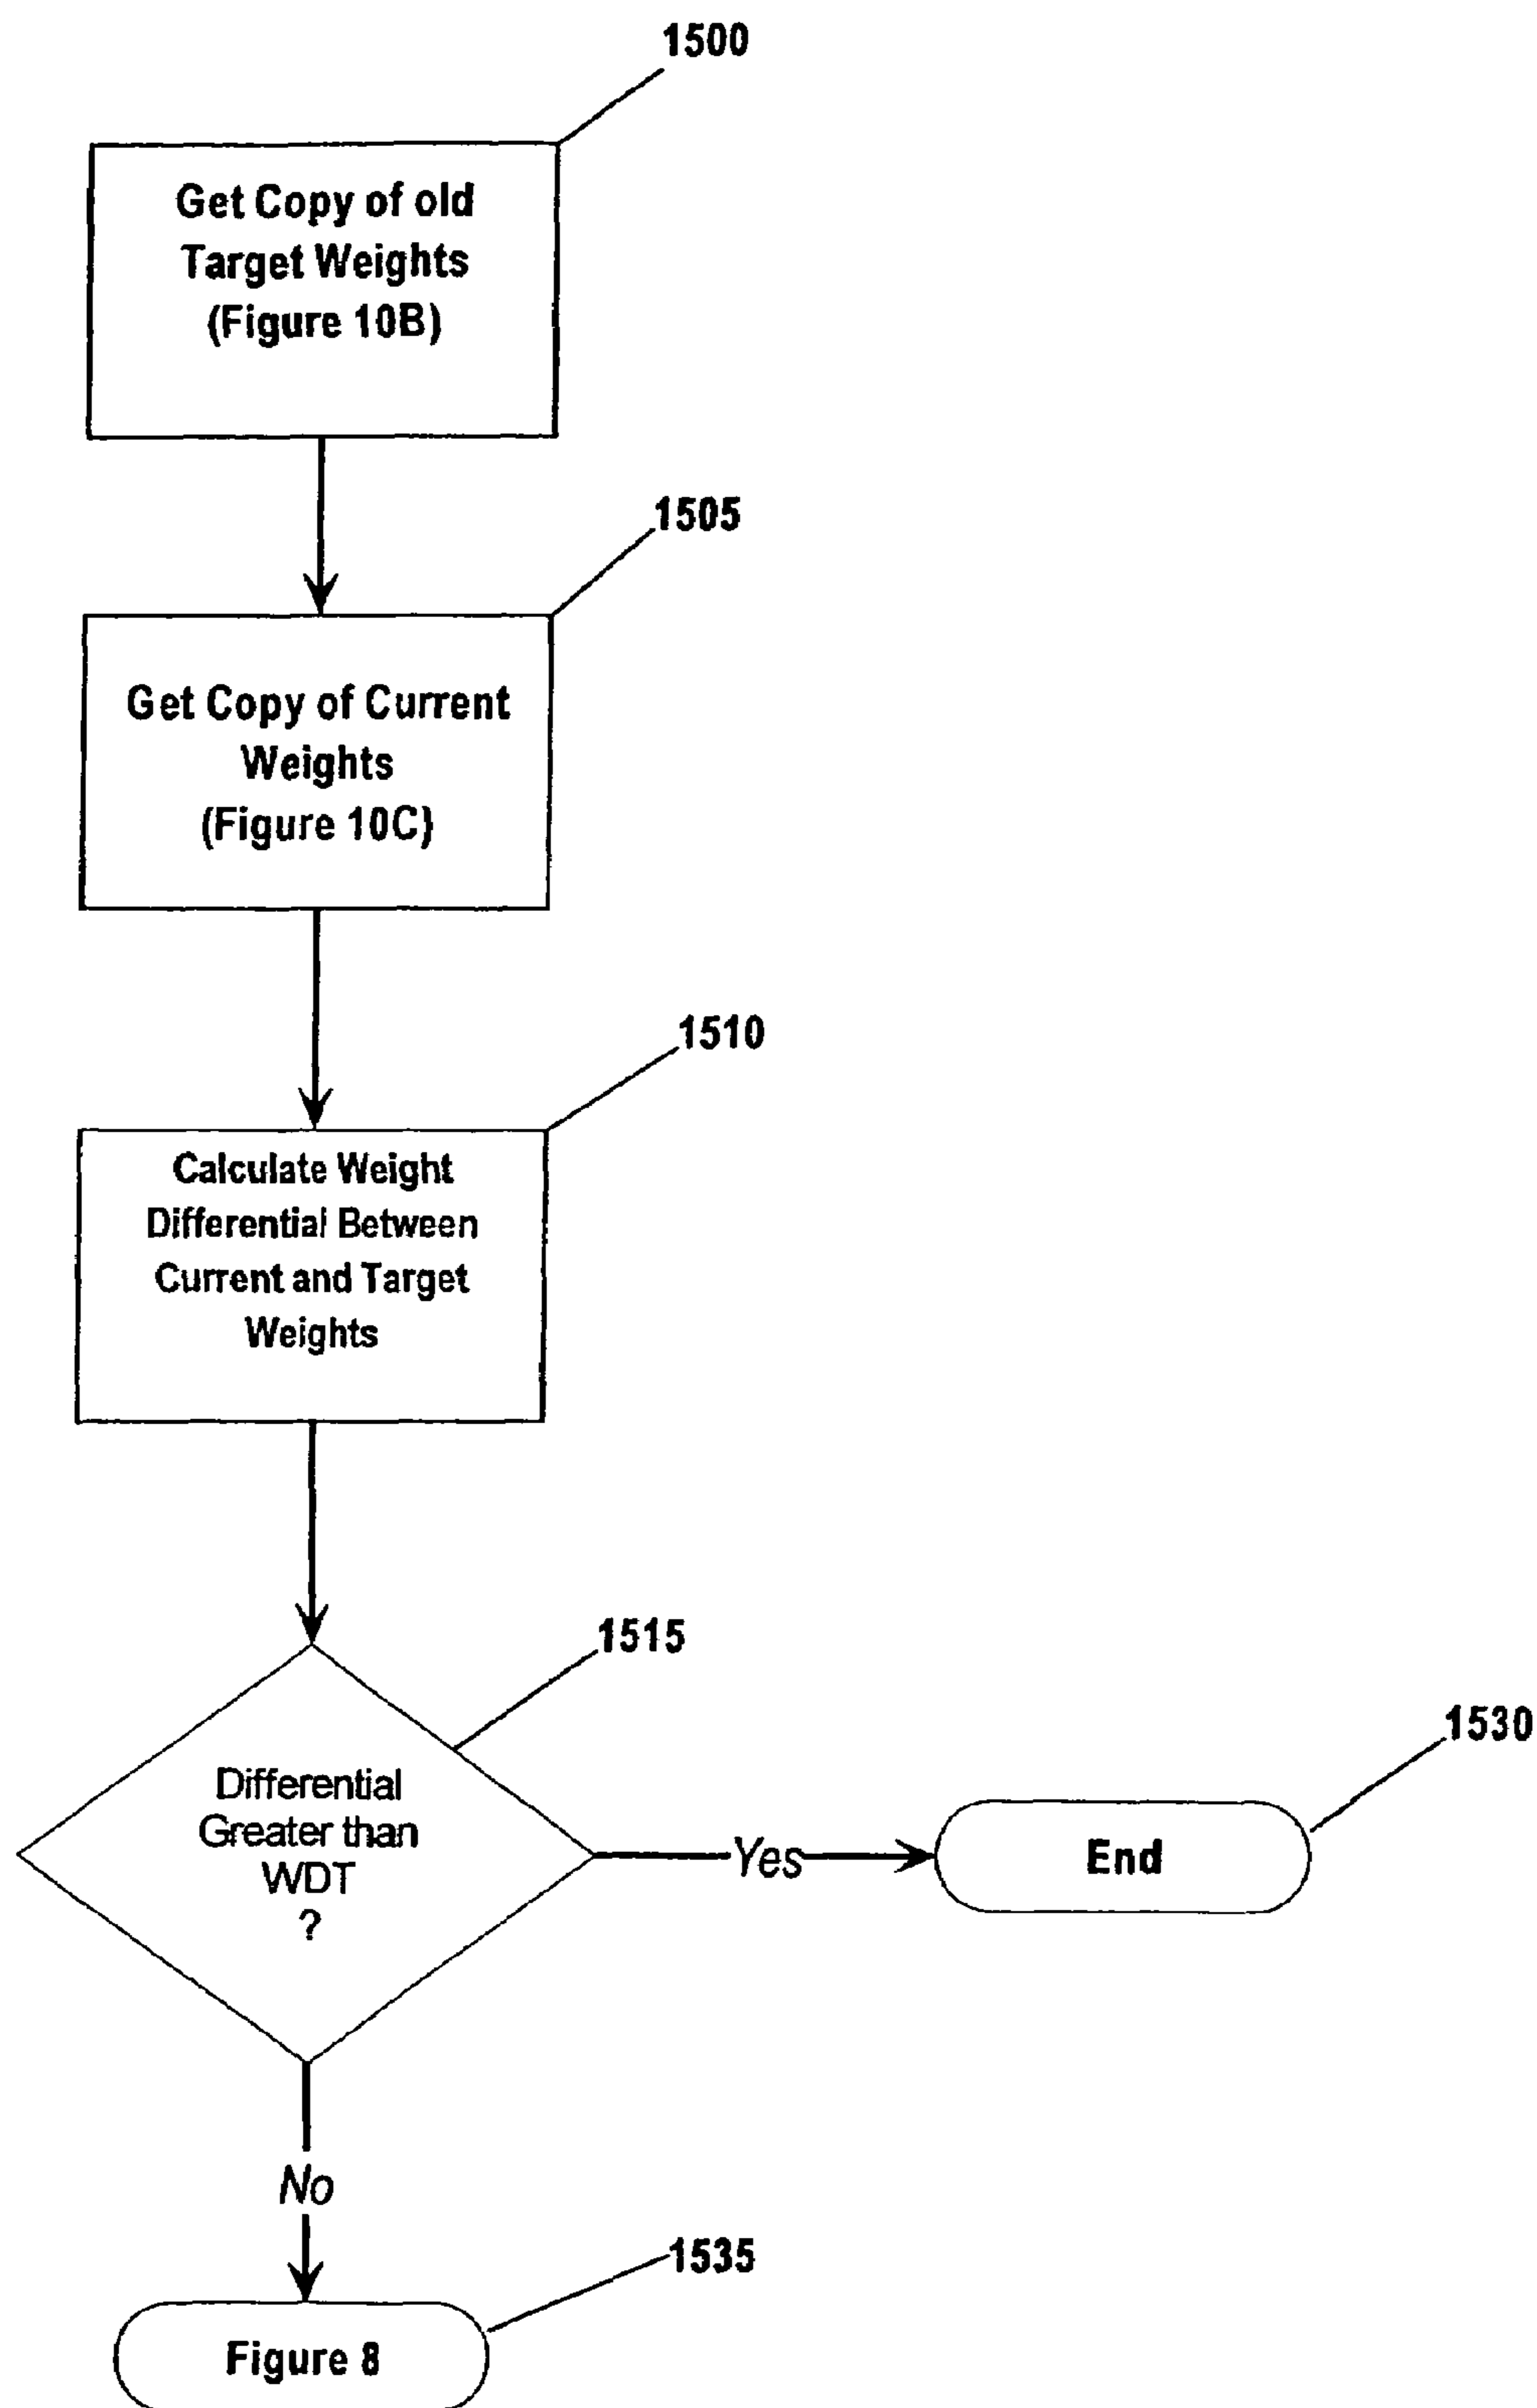 1500
Get Copy of old
Target Weights
(Figure 10B)
1505
Get Copy of Current
Weights
(Figure 10C)
1510
Calculate Weight
Differential Between
Current and Target
Weights
1515
Differential
Greater than
WDT
?
Yes
1530
End
No
1535
Figure 8